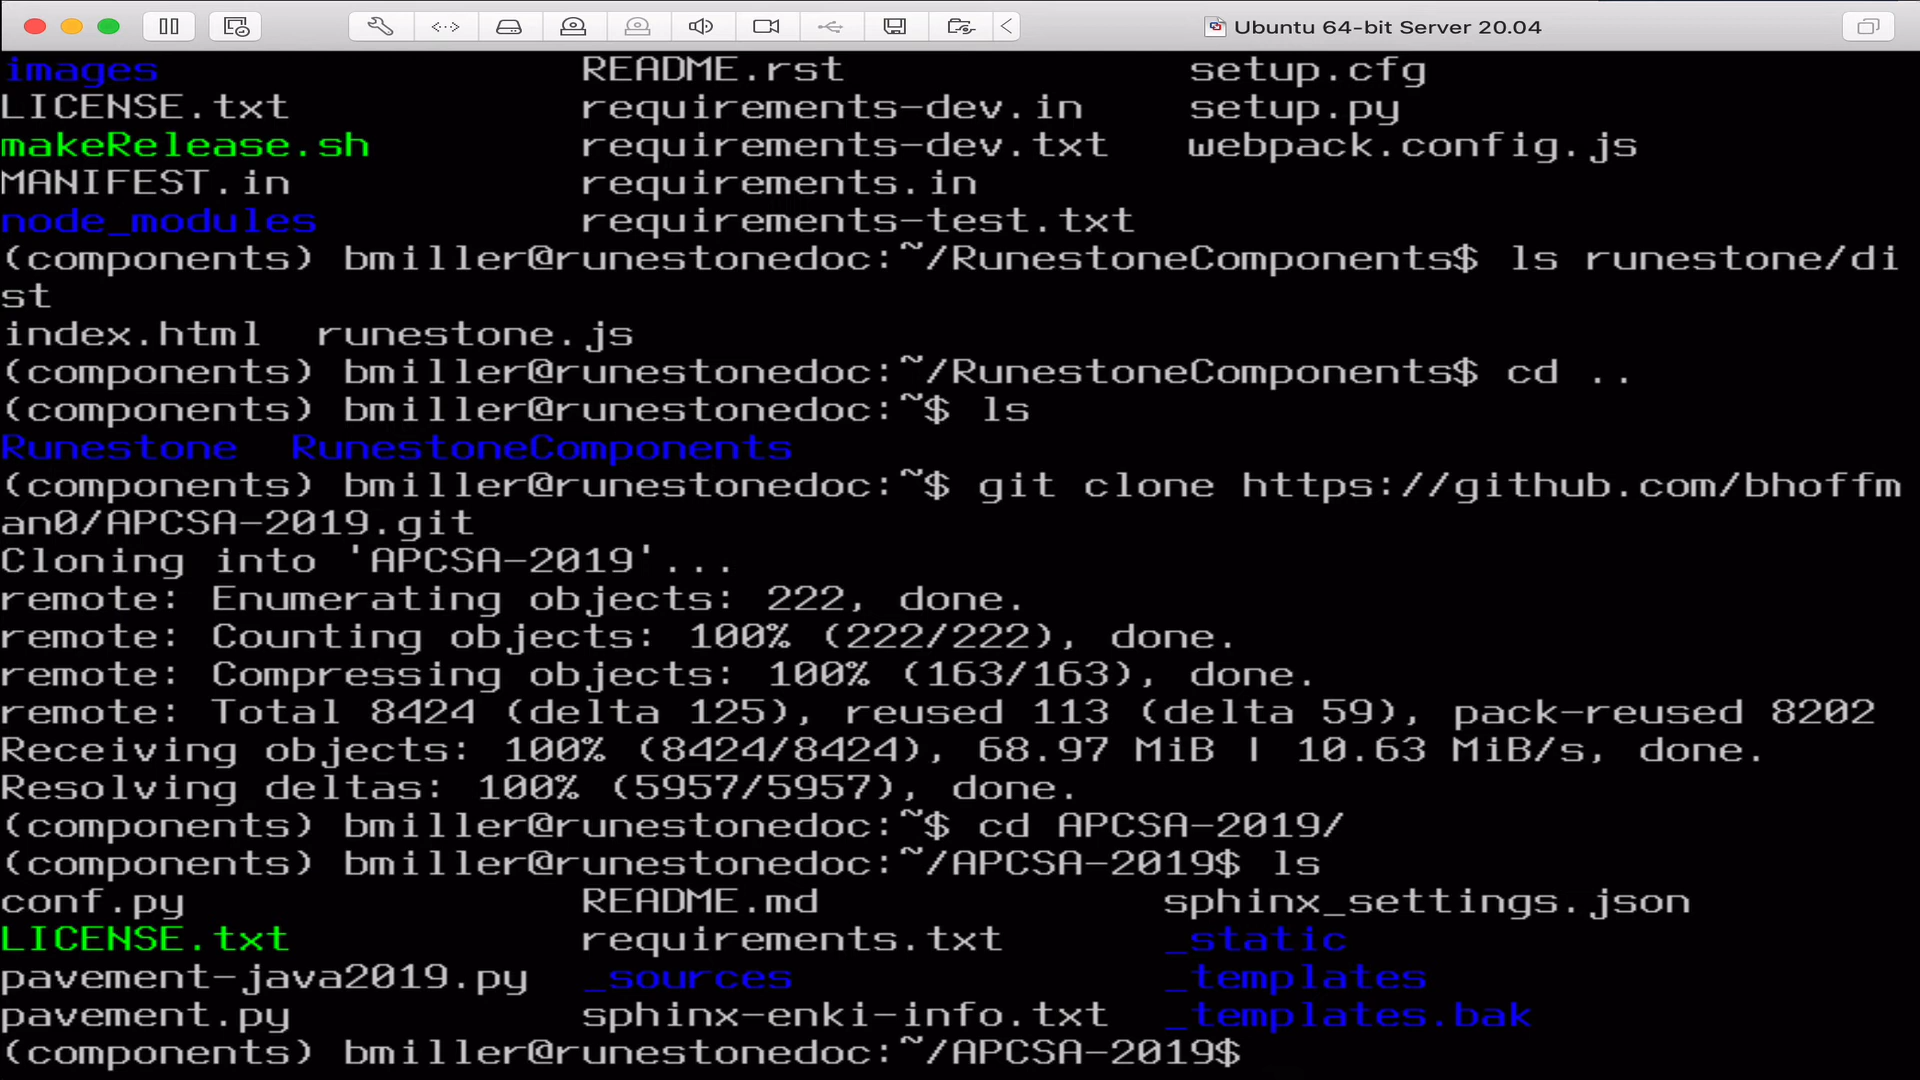 Ubuntu 64-bit Server 20.04
images README.rst setup.cfg
LICENSE.txt requirements-dev.in setup.py
makeRelease.sh requirements-dev.txt webpack.config.js
MANIFEST.in requirements.in
node_modules requirements-test.txt
(components) bmiller@runestonedoc:~/RunestoneComponents$ ls runestone/di
st
index.html runestone.js
(components) bmiller@runestonedoc:~/RunestoneComponents$ cd ..
(components) bmiller@runestonedoc:~$ ls
Runestone RunestoneComponents
(components) bmiller@runestonedoc:~$ git clone https://github.com/bhoffm
an0/APCSA-2019.git
Cloning into 'APCSA-2019'...
remote: Enumerating objects: 222, done.
remote: Counting objects: 100% (222/222), done.
remote: Compressing objects: 100% (163/163), done.
remote: Total 8424 (delta 125), reused 113 (delta 59), pack-reused 8202
Receiving objects: 100% (8424/8424), 68.97 MiB | 10.63 MiB/s, done.
Resolving deltas: 100% (5957/5957), done.
(components) bmiller@runestonedoc:~$ cd APCSA-2019/
(components) bmiller@runestonedoc:~/APCSA-2019$ ls
conf.py README.md sphinx_settings.json
LICENSE.txt requirements.txt _static
pavement-java2019.py _sources _templates
pavement.py sphinx-enki-info.txt _templates.bak
(components) bmiller@runestonedoc:~/APCSA-2019$